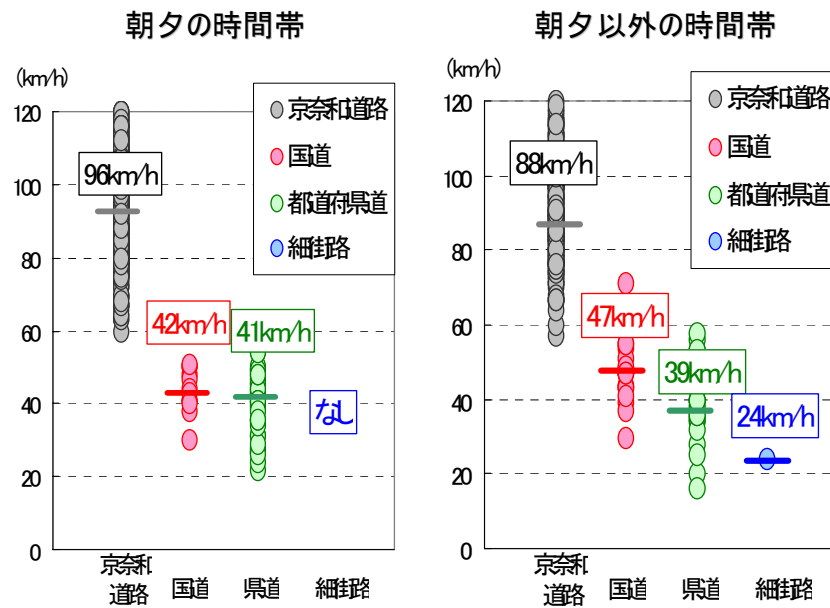 朝夕の時間帯
(km/h)
120
100
80
60
40
20
0
96km/h
42km/h
41km/h
なし
京奈和道路
国道
都道府県道
細街路
京奈和
道路
国道
県道
細街路
朝夕以外の時間帯
(km/h)
120
100
80
60
40
20
0
88km/h
47km/h
39km/h
24km/h
京奈和道路
国道
都道府県道
細街路
京奈和
道路
国道
県道
細街路